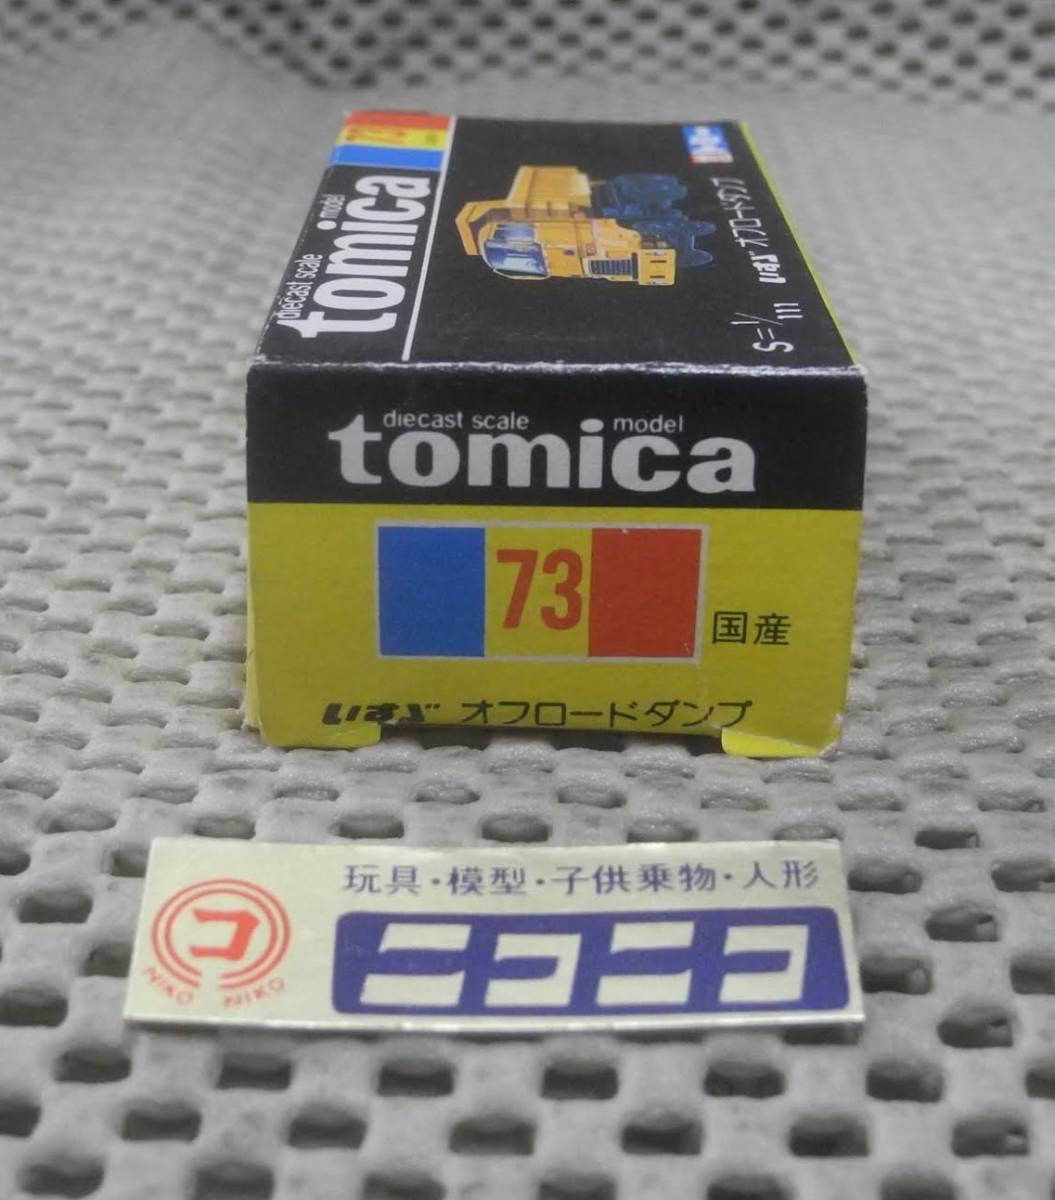 diecast scale model
tomica
S=1/111 いすゞ オフロードダンプ
diecast scale model
tomica
73
国産
いすゞ オフロードダンプ
玩具・模型・子供乗物・人形
コ
NIKO NIKO
ニコニコ